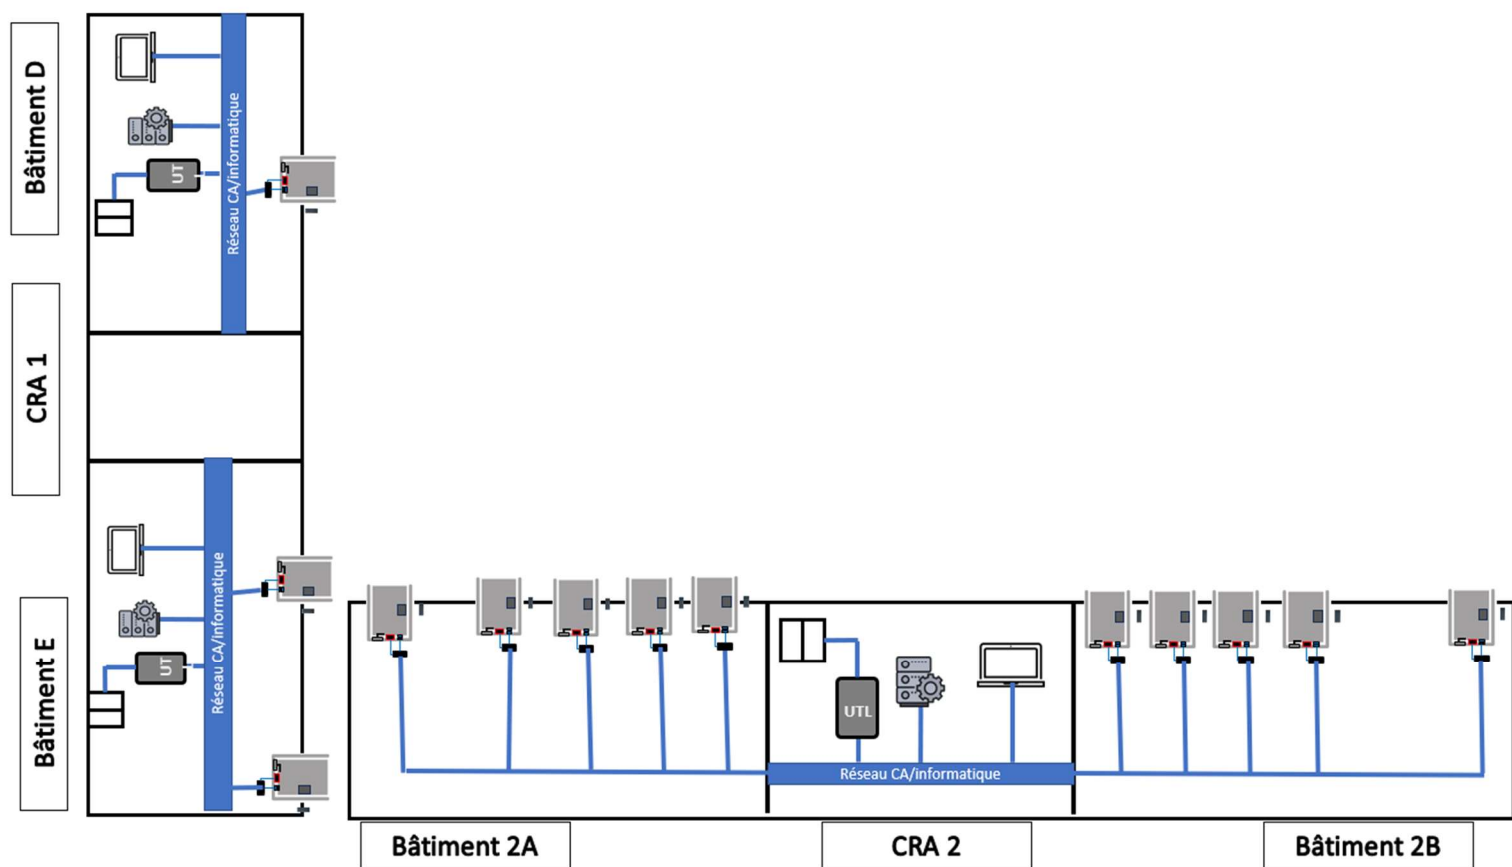 Bâtiment D
Réseau CA/informatique
UT
CRA 1
Bâtiment E
Réseau CA/informatique
UT
UTL
Réseau CA/informatique
Bâtiment 2A
CRA 2
Bâtiment 2B